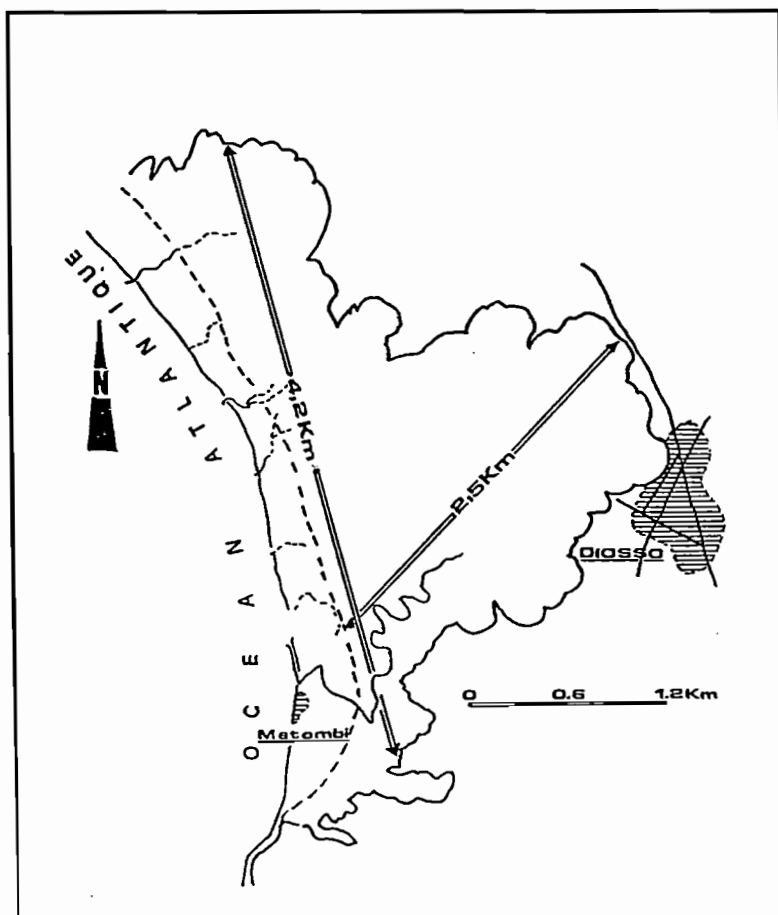 OCEAN ATLANTIQUE
N
4,2Km
2,5Km
Diosso
0 0.6 1.2Km
Matombi